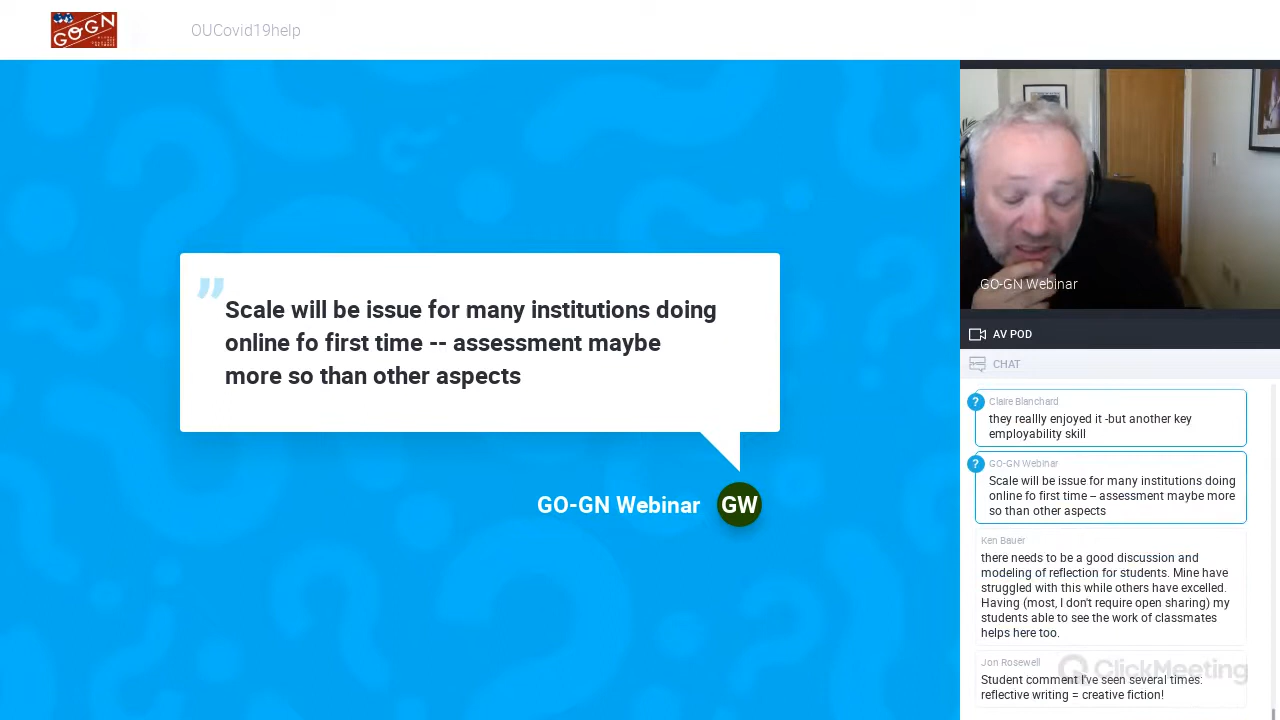 GO-GN
OUCovid19help
Scale will be issue for many institutions doing
online fo first time -- assessment maybe
more so than other aspects
GO-GN Webinar
GW
GO-GN Webinar
AV POD
CHAT
?
Claire Blanchard
they reallly enjoyed it -but another key
employability skill
?
GO-GN Webinar
Scale will be issue for many institutions doing
online fo first time -- assessment maybe more
so than other aspects
Ken Bauer
there needs to be a good discussion and
modeling of reflection for students. Mine have
struggled with this while others have excelled.
Having (most, I don't require open sharing) my
students able to see the work of classmates
helps here too.
Jon Rosewell
ClickMeeting
Student comment I've seen several times:
reflective writing = creative fiction!